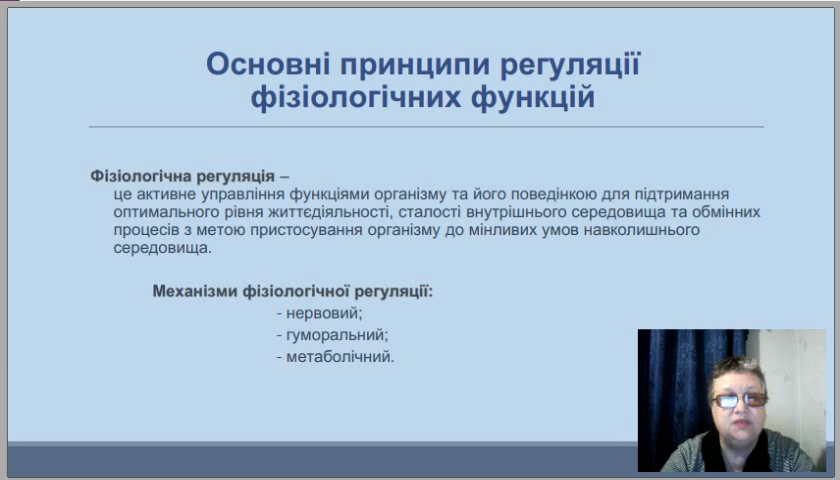 Основні принципи регуляції
фізіологічних функцій
Фізіологічна регуляція –
це активне управління функціями організму та його поведінкою для підтримання
оптимального рівня життєдіяльності, сталості внутрішнього середовища та обмінних
процесів з метою пристосування організму до мінливих умов навколишнього
середовища.
Механізми фізіологічної регуляції:
- нервовий;
- гуморальний;
- метаболічний.